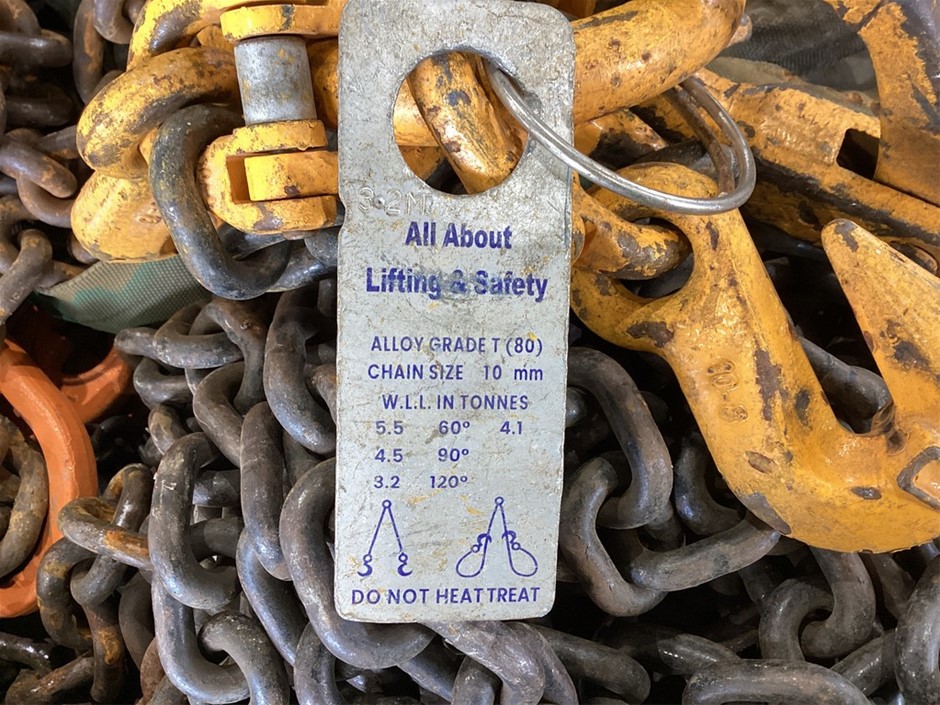 3.2M
All About
Lifting & Safety
ALLOY GRADE T (80)
CHAIN SIZE 10 mm
W.L.L. IN TONNES
5.5 60° 4.1
4.5 90°
3.2 120°
DO NOT HEAT TREAT